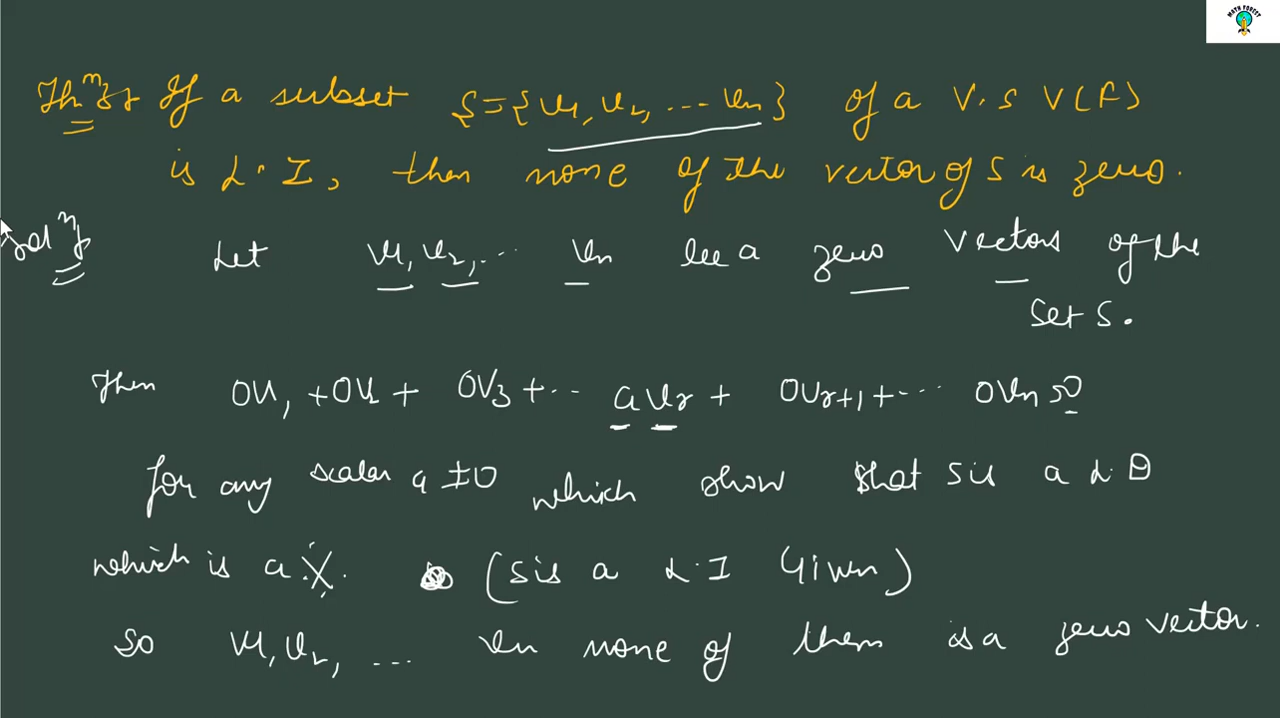 MATH FOREST
Thm:- If a subset S={v1, v2, ... vn} of a V.S V(F)
is L.I, then none of the vector of S is zero.
Soln:- Let v1, v2, ... vn be a zero vectors of the
set S.
Then 0v1 + 0v2 + 0v3 + ... avr + 0vr+1 + ... 0vn = 0
for any scalar a ≠ 0 which show that S is a L.D
which is a X. (S is a L.I Given)
So v1, v2, ... vn none of them is a zero vector.